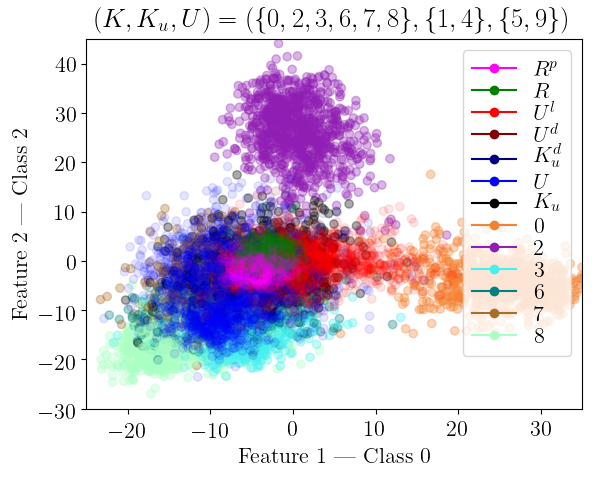 (K, K_u, U) = ({0, 2, 3, 6, 7, 8}, {1, 4}, {5, 9})
R^p
R
U^l
U^d
K_u^d
U
K_u
0
2
3
6
7
8
40
30
20
10
0
−10
−20
−30
Feature 2 — Class 2
−20 −10 0 10 20 30
Feature 1 — Class 0